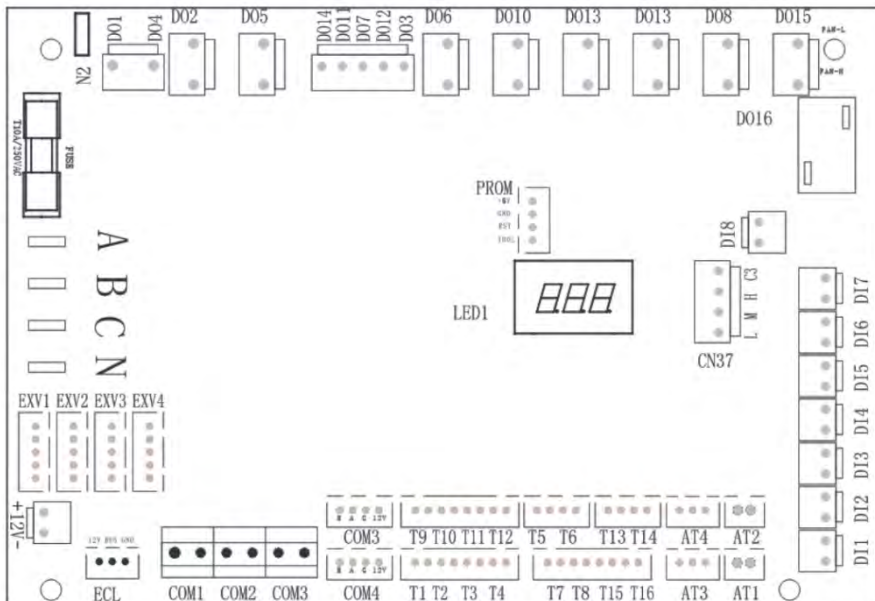 DO1 DO4 DO2 DO5 DO14 DO11 DO7 DO12 DO3 DO6 DO10 DO13 DO13 DO8 DO15
N2
FAN-L
FAN-H
FUSE
T10A/250VAC
DO16
PROM
+5V
GND
RST
TOOL
DI8
A
B
C
N
LED1
888
L M H C3
CN37
DI7
DI6
DI5
DI4
DI3
DI2
DI1
EXV1 EXV2 EXV3 EXV4
+12V-
12V BUS GND
ECL
COM1 COM2 COM3
B A G 12V
COM3
B A G 12V
COM4
T9 T10 T11 T12
T5 T6
T13 T14
AT4
AT2
T1 T2 T3 T4
T7 T8 T15 T16
AT3
AT1